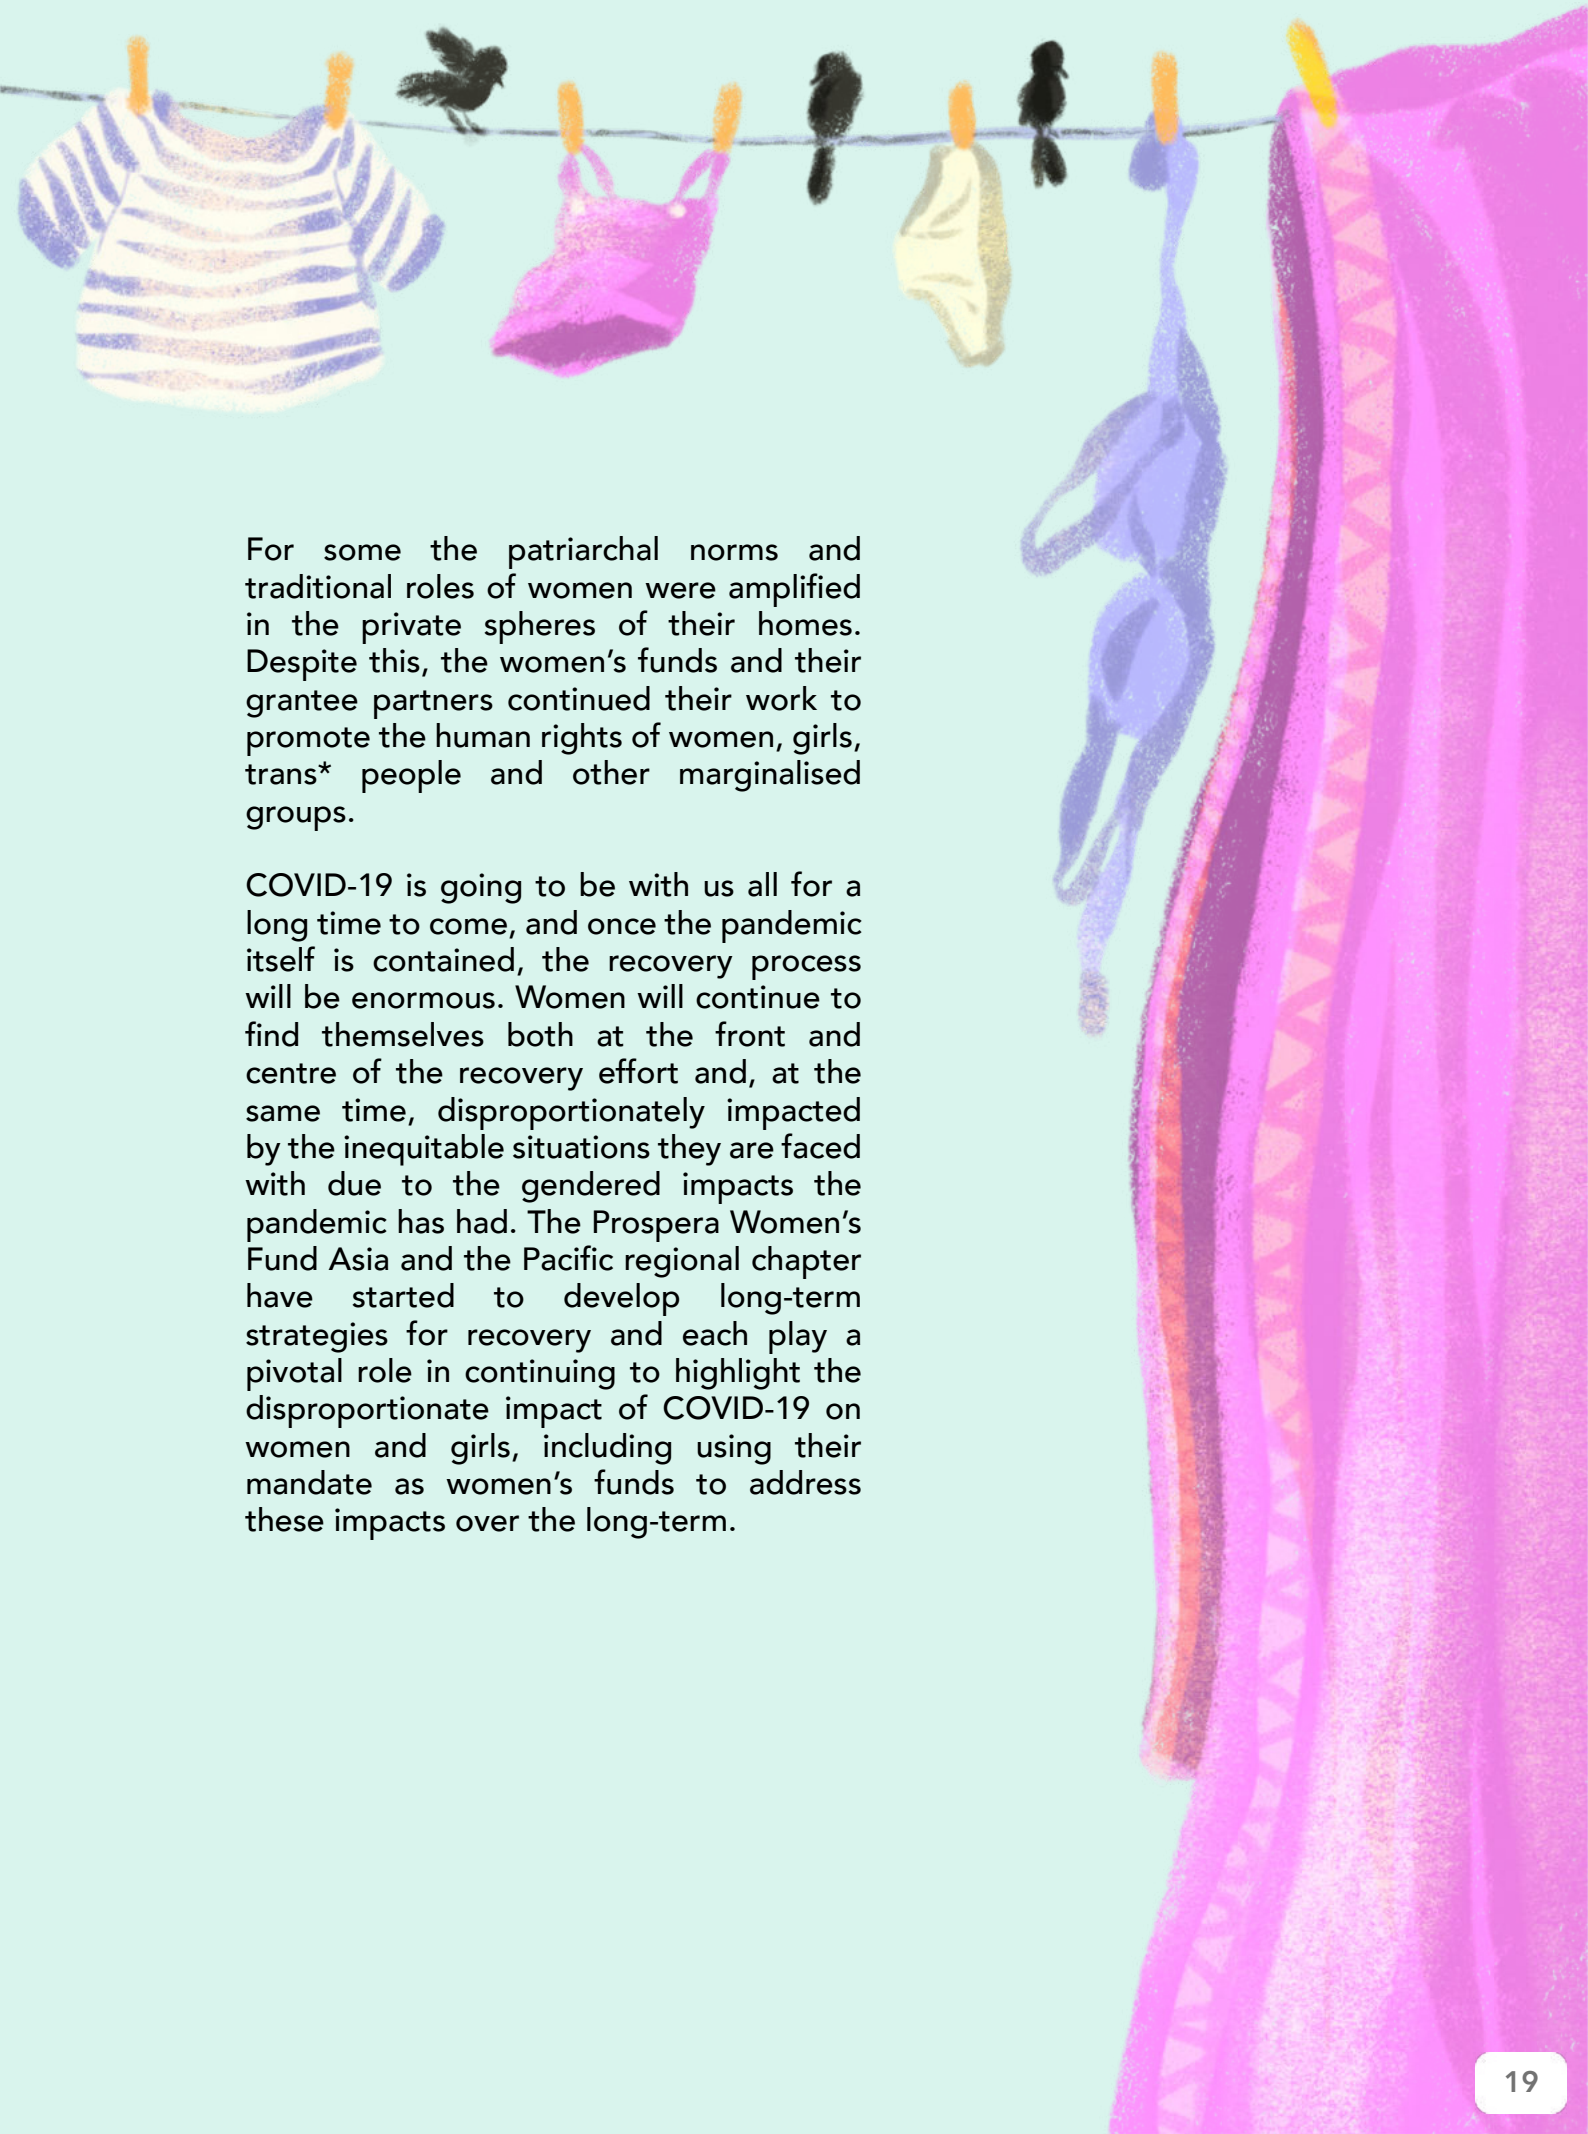 For some the patriarchal norms and
traditional roles of women were amplified
in the private spheres of their homes.
Despite this, the women’s funds and their
grantee partners continued their work to
promote the human rights of women, girls,
trans* people and other marginalised
groups.
COVID-19 is going to be with us all for a
long time to come, and once the pandemic
itself is contained, the recovery process
will be enormous. Women will continue to
find themselves both at the front and
centre of the recovery effort and, at the
same time, disproportionately impacted
by the inequitable situations they are faced
with due to the gendered impacts the
pandemic has had. The Prospera Women’s
Fund Asia and the Pacific regional chapter
have started to develop long-term
strategies for recovery and each play a
pivotal role in continuing to highlight the
disproportionate impact of COVID-19 on
women and girls, including using their
mandate as women’s funds to address
these impacts over the long-term.
19